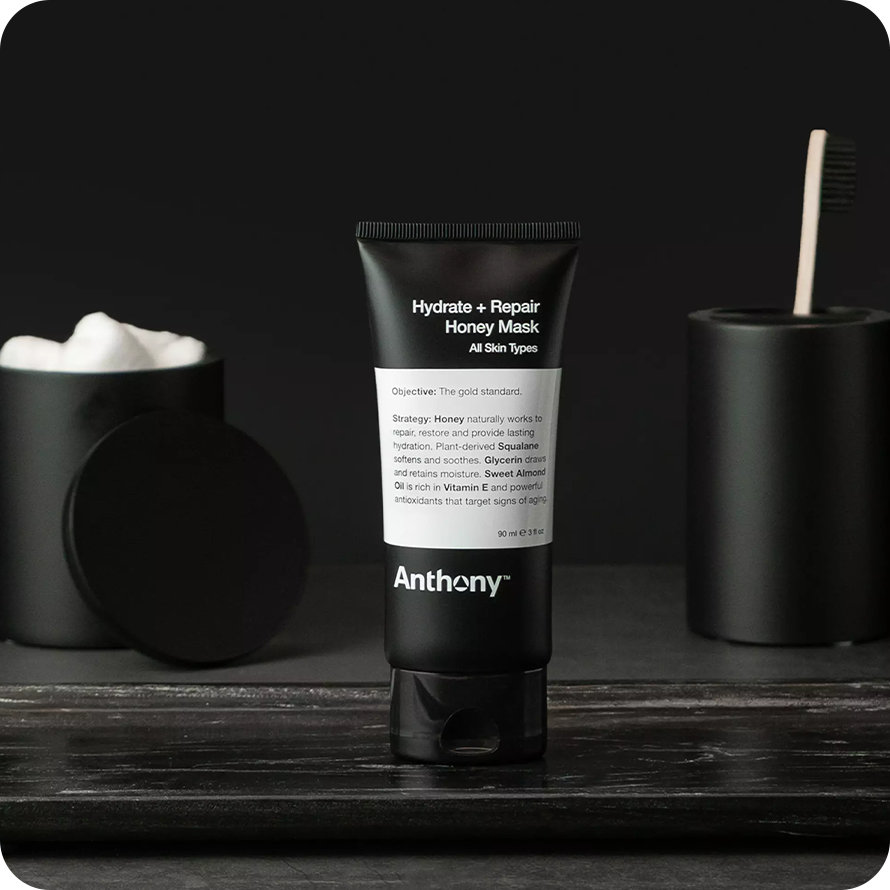 Hydrate + Repair
Honey Mask
All Skin Types
Objective: The gold standard.
Strategy: Honey naturally works to
repair, restore and provide lasting
hydration. Plant-derived Squalane
softens and soothes. Glycerin draws
and retains moisture. Sweet Almond
Oil is rich in Vitamin E and powerful
antioxidants that target signs of aging.
90 ml ℮ 3 fl oz
Anthony™